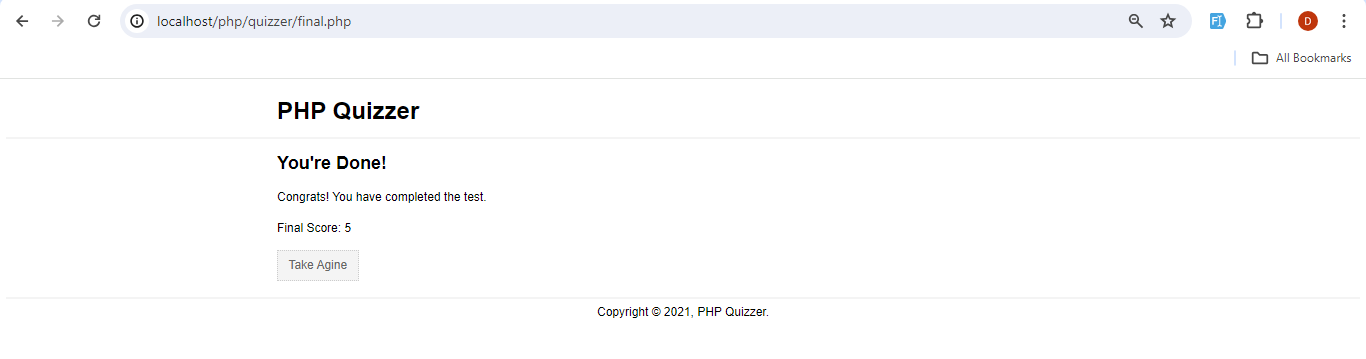 localhost/php/quizzer/final.php
D
All Bookmarks
PHP Quizzer
You're Done!
Congrats! You have completed the test.
Final Score: 5
Take Agine
Copyright © 2021, PHP Quizzer.